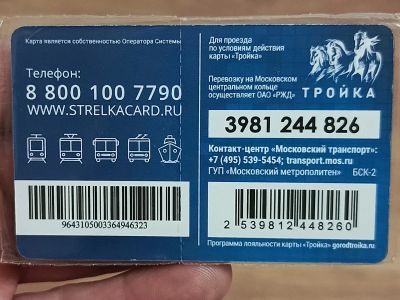 Карта является собственностью Оператора Системы
Телефон:
8 800 100 7790
WWW.STRELKACARD.RU
9643105003364946323
Для проезда
по условиям действия
карты «Тройка»
Перевозку на Московском
центральном кольце
осуществляет ОАО «РЖД»
ТРОЙКА
3981 244 826
Контакт-центр «Московский транспорт»:
+7 (495) 539-5454; transport.mos.ru
ГУП «Московский метрополитен» БСК-2
2 539812 448260
Программа лояльности карты «Тройка» gorodtroika.ru